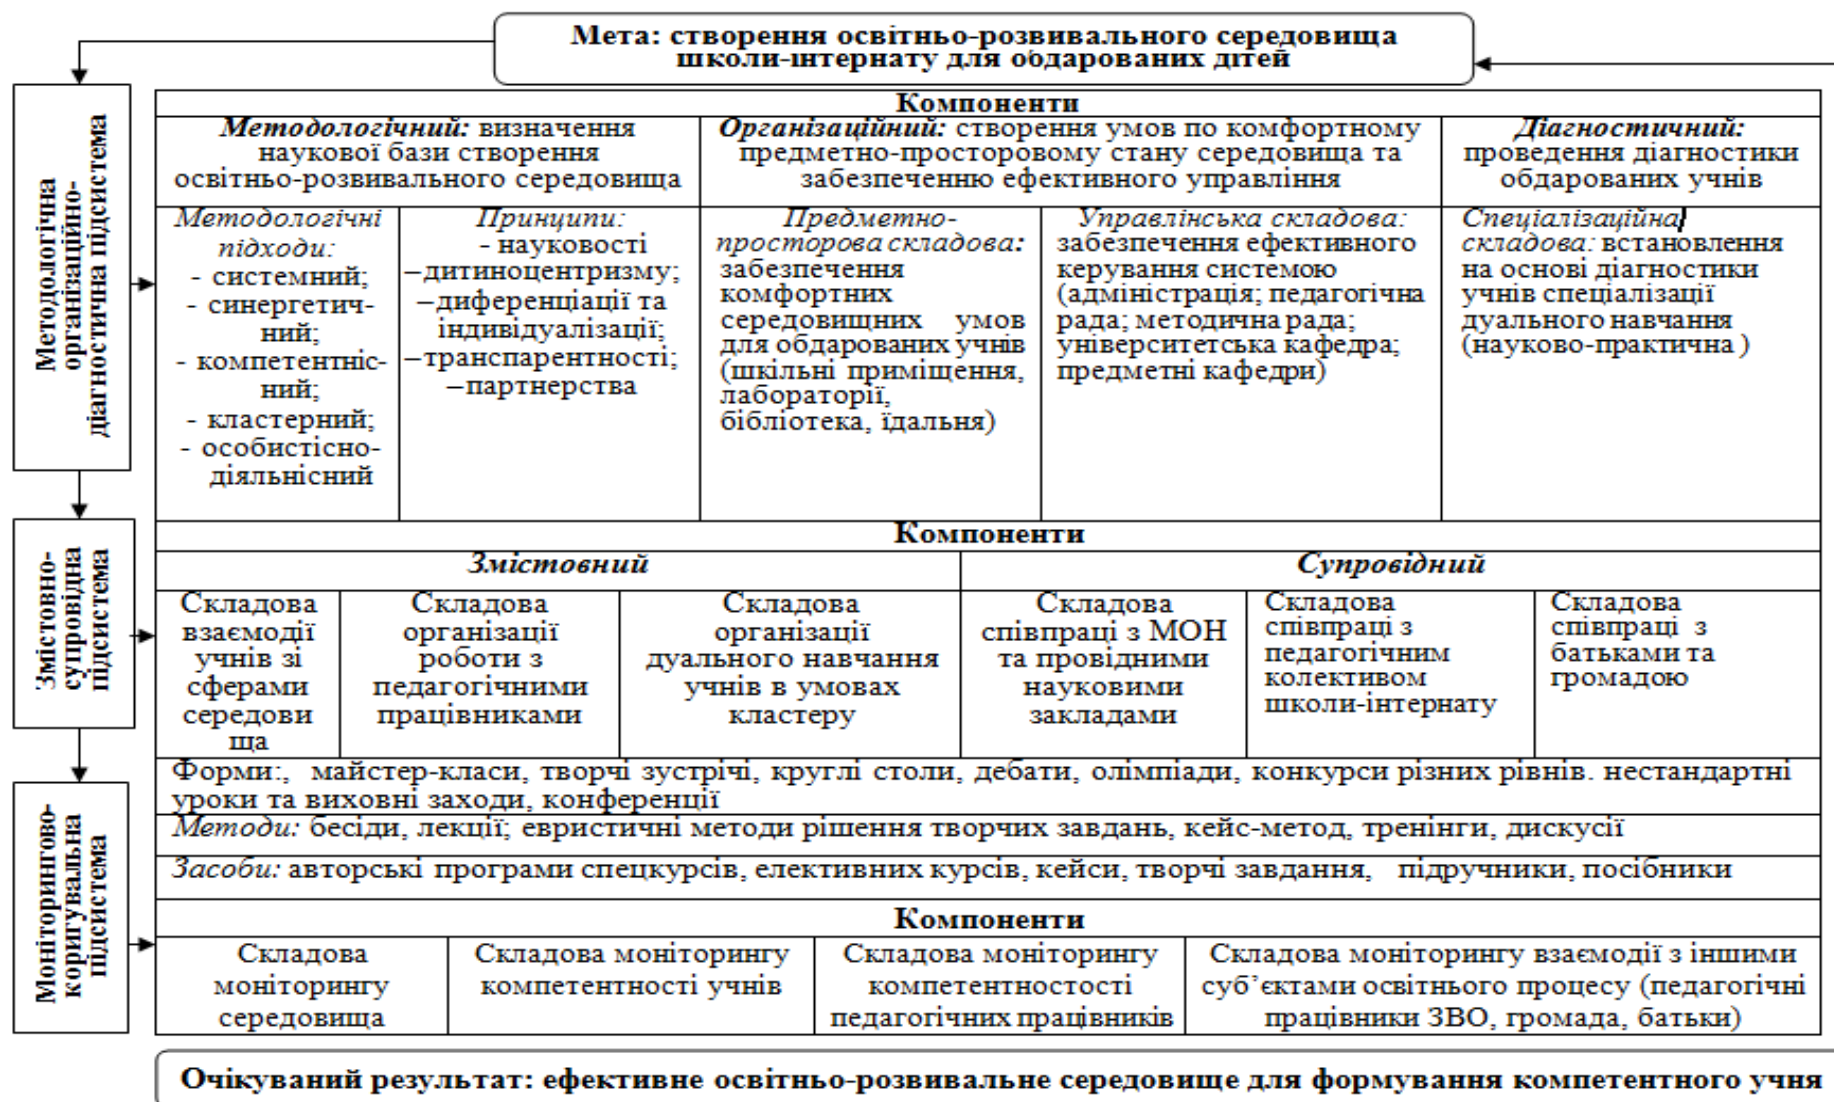 Мета: створення освітньо-розвивального середовища
школи-інтернату для обдарованих дітей
Методологічна
організаційно-
діагностична підсистема
Компоненти
Методологічний: визначення
наукової бази створення
освітньо-розвивального середовища
Організаційний: створення умов по комфортному
предметно-просторовому стану середовища та
забезпеченню ефективного управління
Діагностичний:
проведення діагностики
обдарованих учнів
Методологічні
підходи:
- системний;
- синергетич-
ний;
- компетентніс-
ний;
- кластерний;
- особистісно-
діяльнісний
Принципи:
- науковості
–дитиноцентризму;
–диференціації та
індивідуалізації;
–транспарентності;
–партнерства
Предметно-
просторова складова:
забезпечення
комфортних
середовищних умов
для обдарованих учнів
(шкільні приміщення,
лабораторії,
бібліотека, їдальня)
Управлінська складова:
забезпечення ефективного
керування системою
(адміністрація; педагогічна
рада; методична рада;
університетська кафедра;
предметні кафедри)
Спеціалізаційна
складова: встановлення
на основі діагностики
учнів спеціалізації
дуального навчання
(науково-практична )
Змістовно-
супровідна
підсистема
Компоненти
Змістовний
Супровідний
Складова
взаємодії
учнів зі
сферами
середови
ща
Складова
організації
роботи з
педагогічними
працівниками
Складова
організації
дуального навчання
учнів в умовах
кластеру
Складова
співпраці з МОН
та провідними
науковими
закладами
Складова
співпраці з
педагогічним
колективом
школи-інтернату
Складова
співпраці з
батьками та
громадою
Форми:, майстер-класи, творчі зустрічі, круглі столи, дебати, олімпіади, конкурси різних рівнів. нестандартні
уроки та виховні заходи, конференції
Методи: бесіди, лекції; евристичні методи рішення творчих завдань, кейс-метод, тренінги, дискусії
Засоби: авторські програми спецкурсів, елективних курсів, кейси, творчі завдання, підручники, посібники
Моніторингово-
коригувальна
підсистема
Компоненти
Складова
моніторингу
середовища
Складова моніторингу
компетентності учнів
Складова моніторингу
компетентостості
педагогічних працівників
Складова моніторингу взаємодії з іншими
суб’єктами освітнього процесу (педагогічні
працівники ЗВО, громада, батьки)
Очікуваний результат: ефективне освітньо-розвивальне середовище для формування компетентного учня